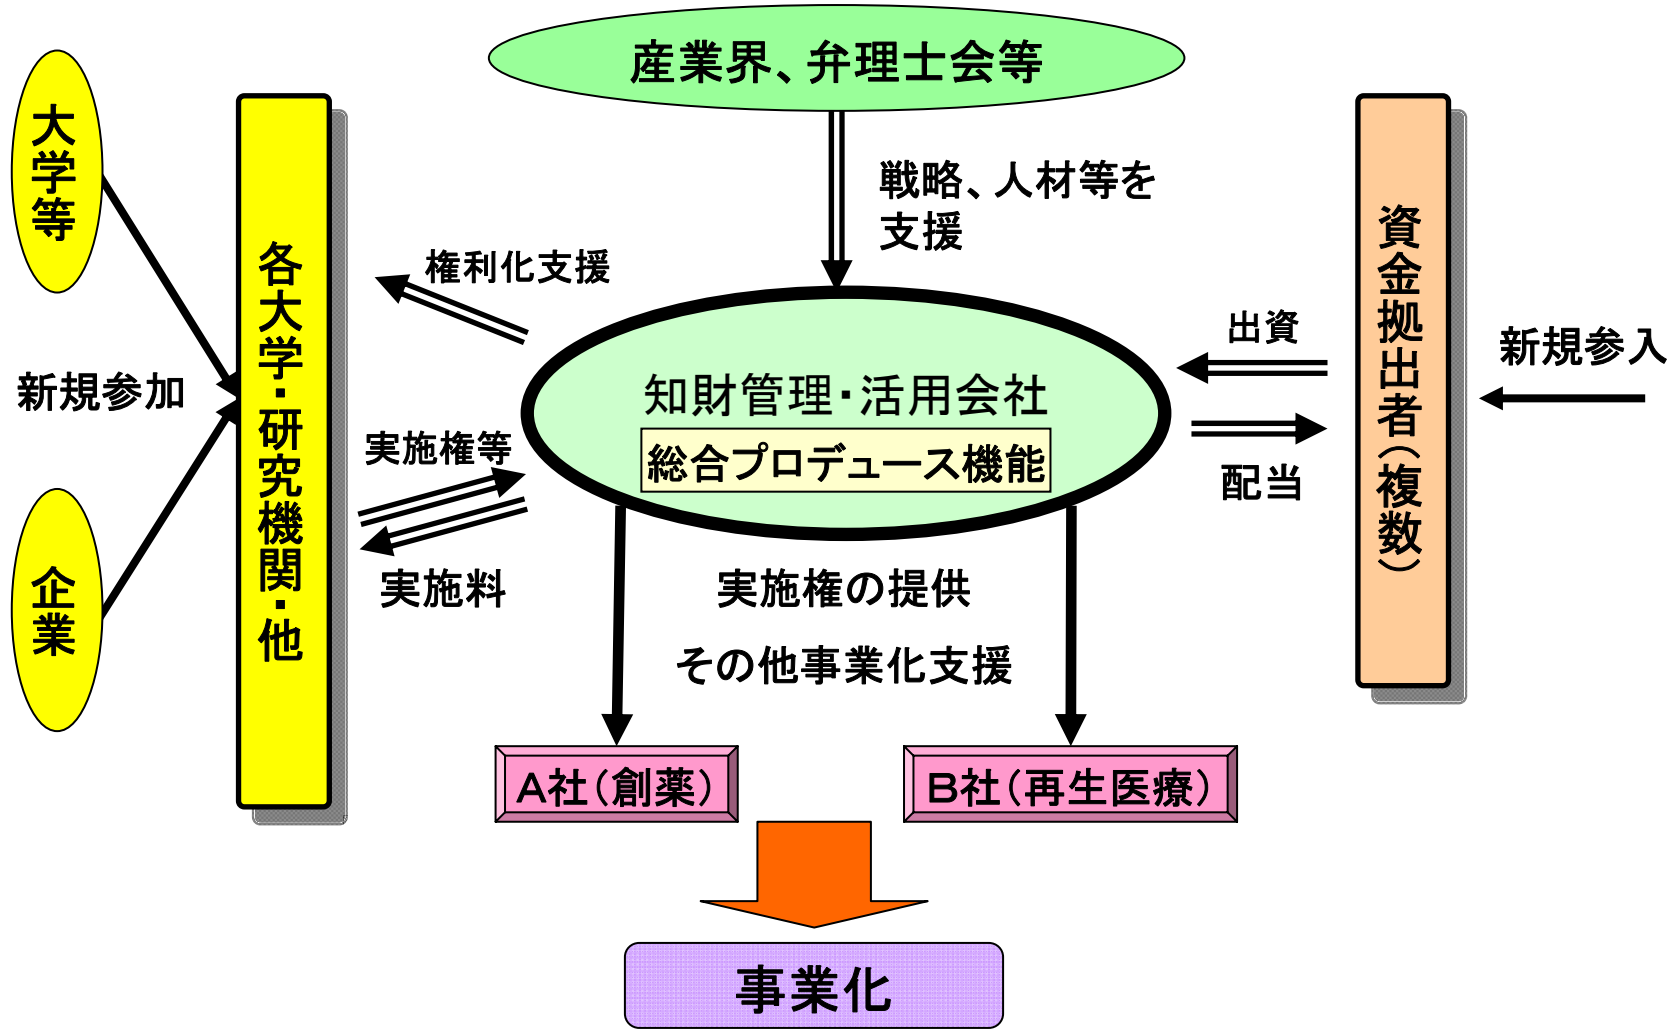 産業界、弁理士会等
大学等
各大学・研究機関・他
戦略、人材等を
支援
資金拠出者（複数）
権利化支援
出資
新規参入
新規参加
知財管理・活用会社
実施権等
総合プロデュース機能
配当
企業
実施料
実施権の提供
その他事業化支援
Ａ社（創薬）
Ｂ社（再生医療）
事業化